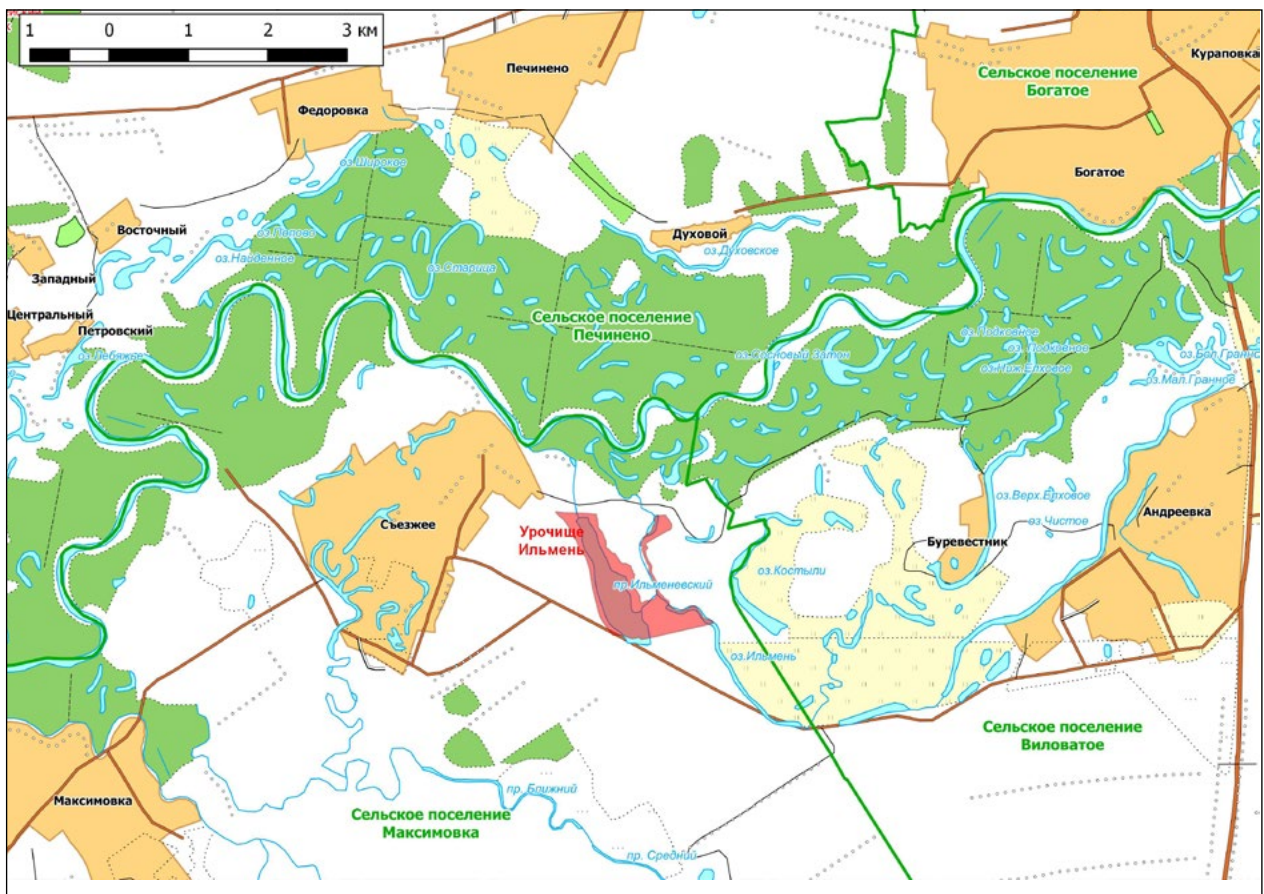 1 0 1 2 3 км
Печинено
Федоровка
Сельское поселение
Богатое
Кураповка
Богатое
оз.Широкое
Восточный
оз.Попово
оз.Найденное
оз.Старица
Духовой
оз.Духовское
Западный
Центральный
Петровский
оз.Лебяжье
Сельское поселение
Печинено
оз.Сосновый Затон
оз.Подковное
оз. Подковное
оз.Ниж.Елховое
оз.Бол.Гранно
оз.Мал.Гранное
Съезжее
Урочище
Ильмень
пр.Ильменевский
оз.Костыли
оз.Верх.Елховое
оз.Чистое
Буревестник
Андреевка
оз.Ильмень
Сельское поселение
Виловатое
Максимовка
пр. Ближний
Сельское поселение
Максимовка
пр. Средний